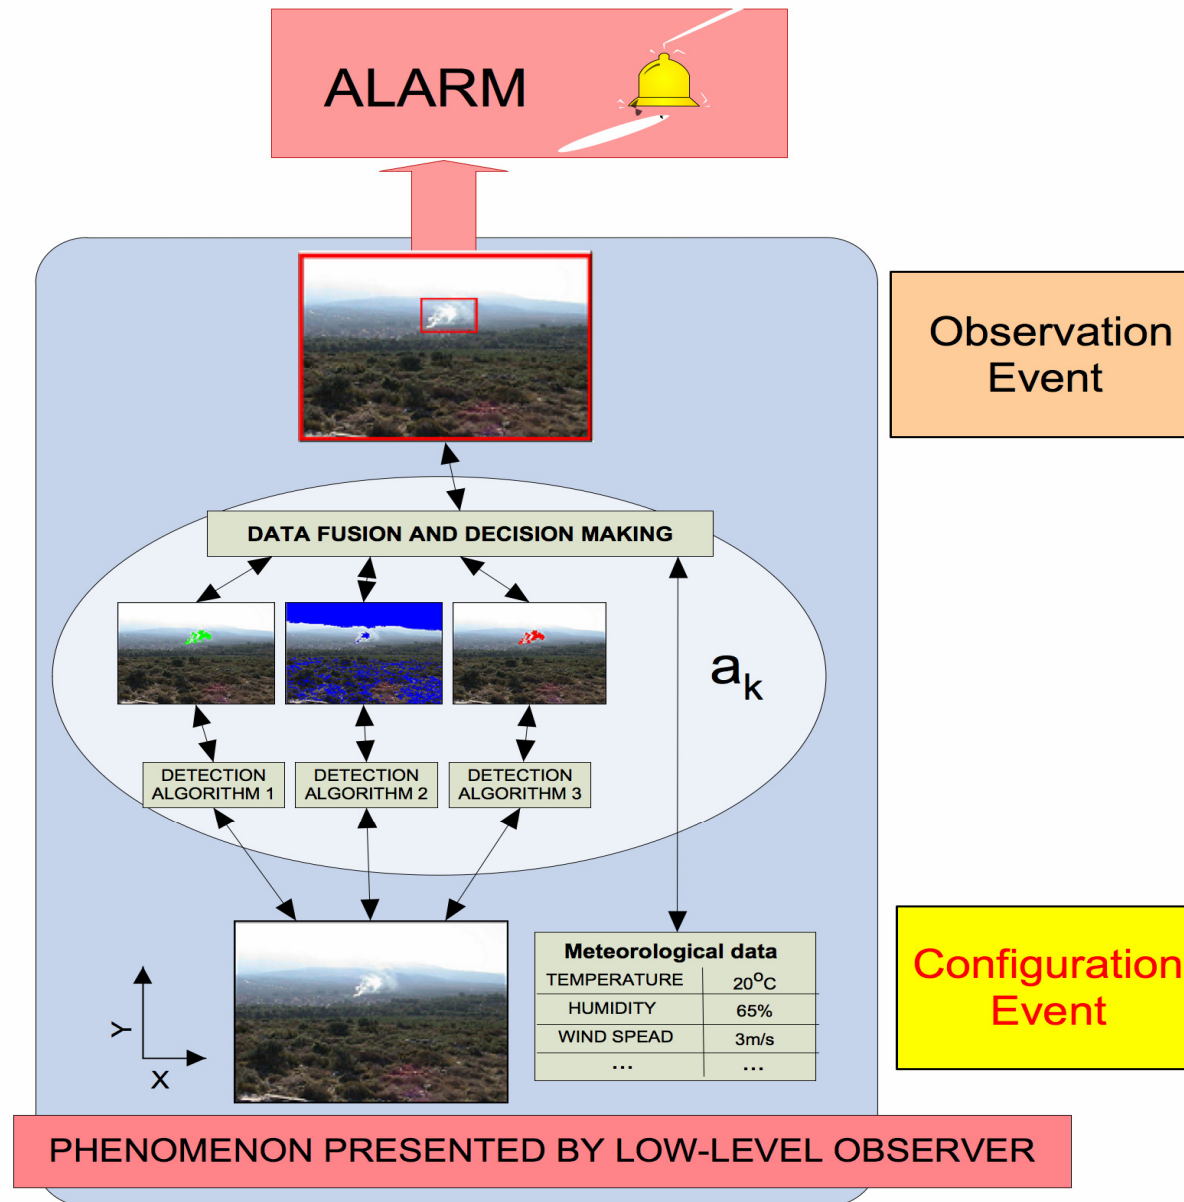 ALARM
Observation
Event
DATA FUSION AND DECISION MAKING
a_k
DETECTION
ALGORITHM 1
DETECTION
ALGORITHM 2
DETECTION
ALGORITHM 3
Meteorological data
TEMPERATURE 20°C
HUMIDITY 65%
WIND SPEAD 3m/s
... ...
Y
X
Configuration
Event
PHENOMENON PRESENTED BY LOW-LEVEL OBSERVER